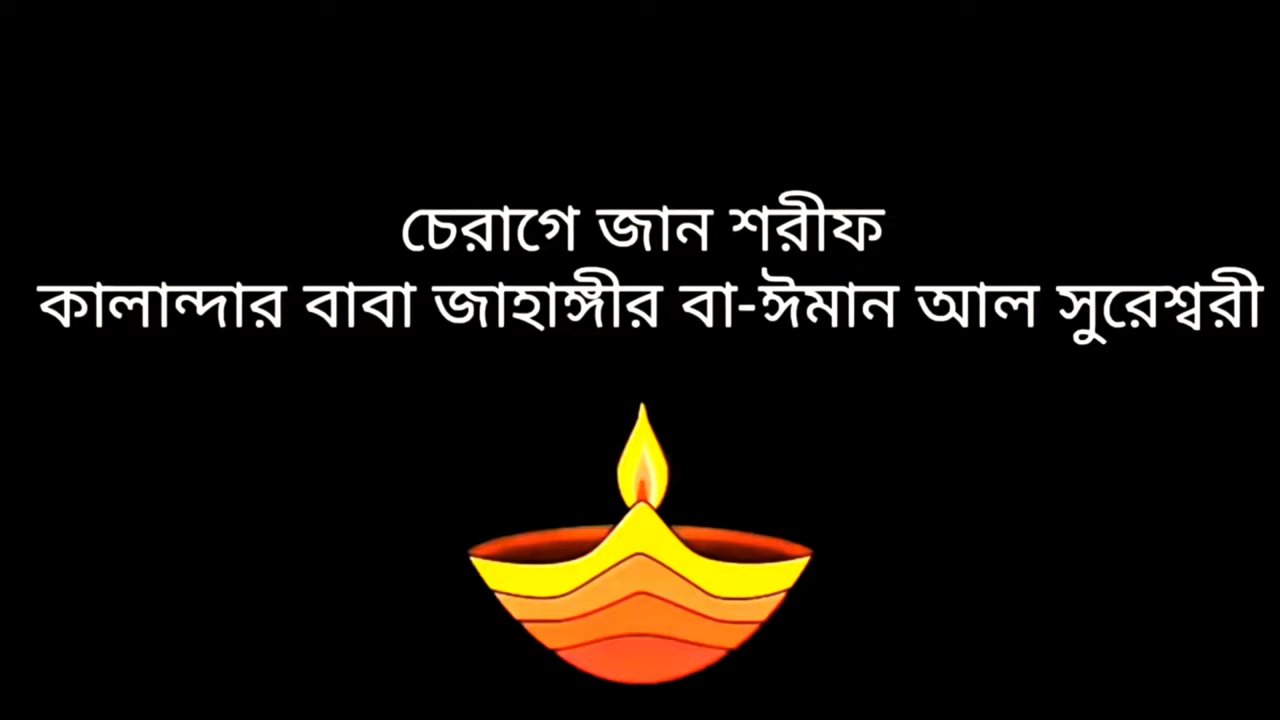 চেরাগে জান শরীফ
কালান্দার বাবা জাহাঙ্গীর বা-ঈমান আল সুরেশ্বরী